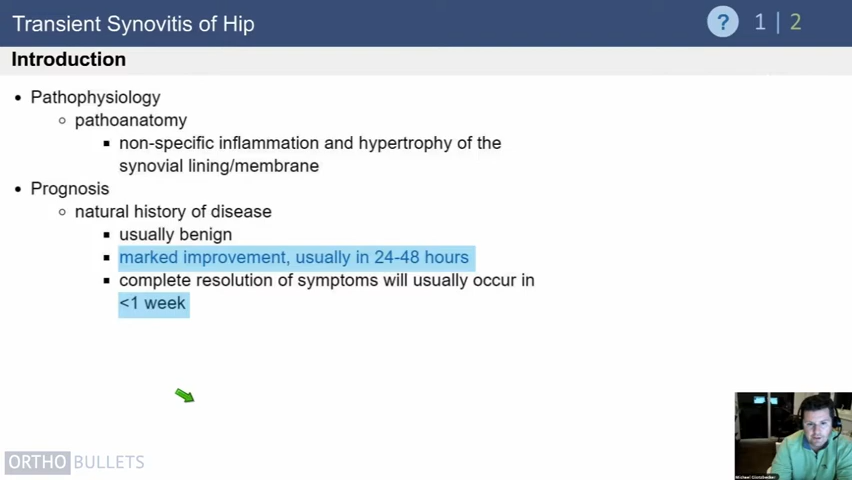 Transient Synovitis of Hip
? 1 | 2
Introduction
• Pathophysiology
○ pathoanatomy
▪ non-specific inflammation and hypertrophy of the
synovial lining/membrane
• Prognosis
○ natural history of disease
▪ usually benign
▪ marked improvement, usually in 24-48 hours
▪ complete resolution of symptoms will usually occur in
<1 week
ORTHO BULLETS